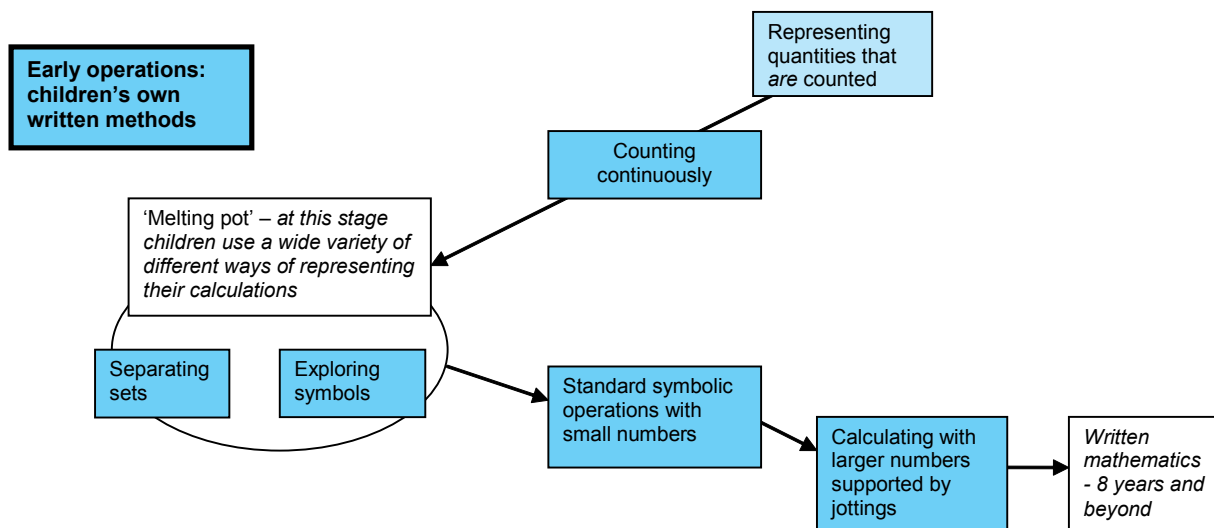 Early operations:
children's own
written methods
Representing
quantities that
are counted
Counting
continuously
‘Melting pot’ – at this stage
children use a wide variety of
different ways of representing
their calculations
Separating
sets
Exploring
symbols
Standard symbolic
operations with
small numbers
Calculating with
larger numbers
supported by
jottings
Written
mathematics
- 8 years and
beyond